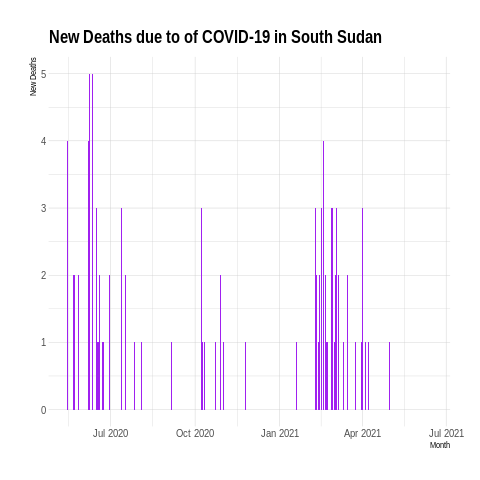 New Deaths due to of COVID-19 in South Sudan
New Deaths
5
4
3
2
1
0
Jul 2020 Oct 2020 Jan 2021 Apr 2021 Jul 2021
Month